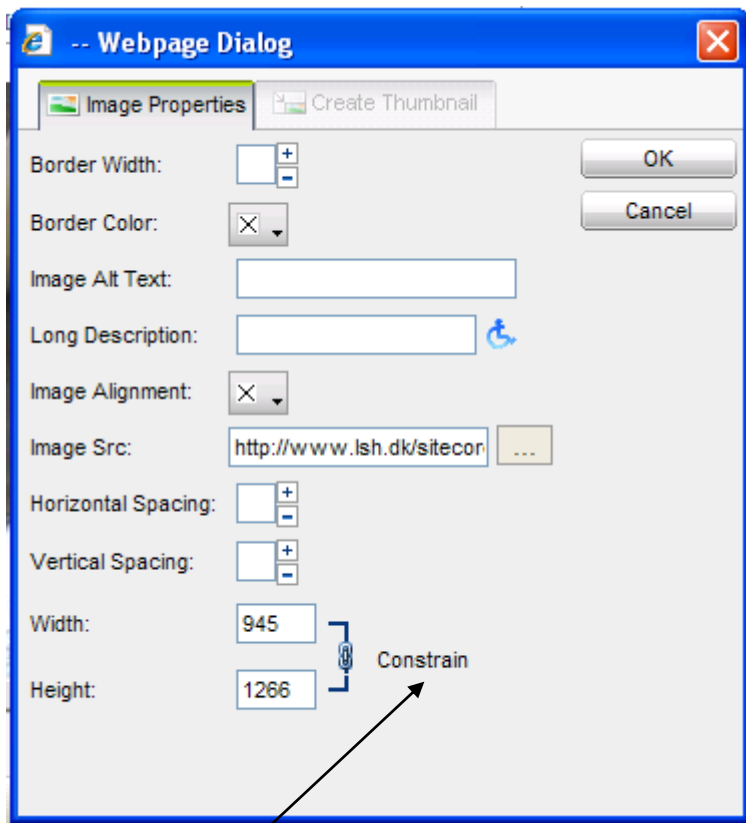 -- Webpage Dialog
Image Properties
Create Thumbnail
Border Width:
OK
Border Color:
Cancel
Image Alt Text:
Long Description:
Image Alignment:
Image Src: http://www.lsh.dk/sitecor ...
Horizontal Spacing:
Vertical Spacing:
Width: 945
Constrain
Height: 1266